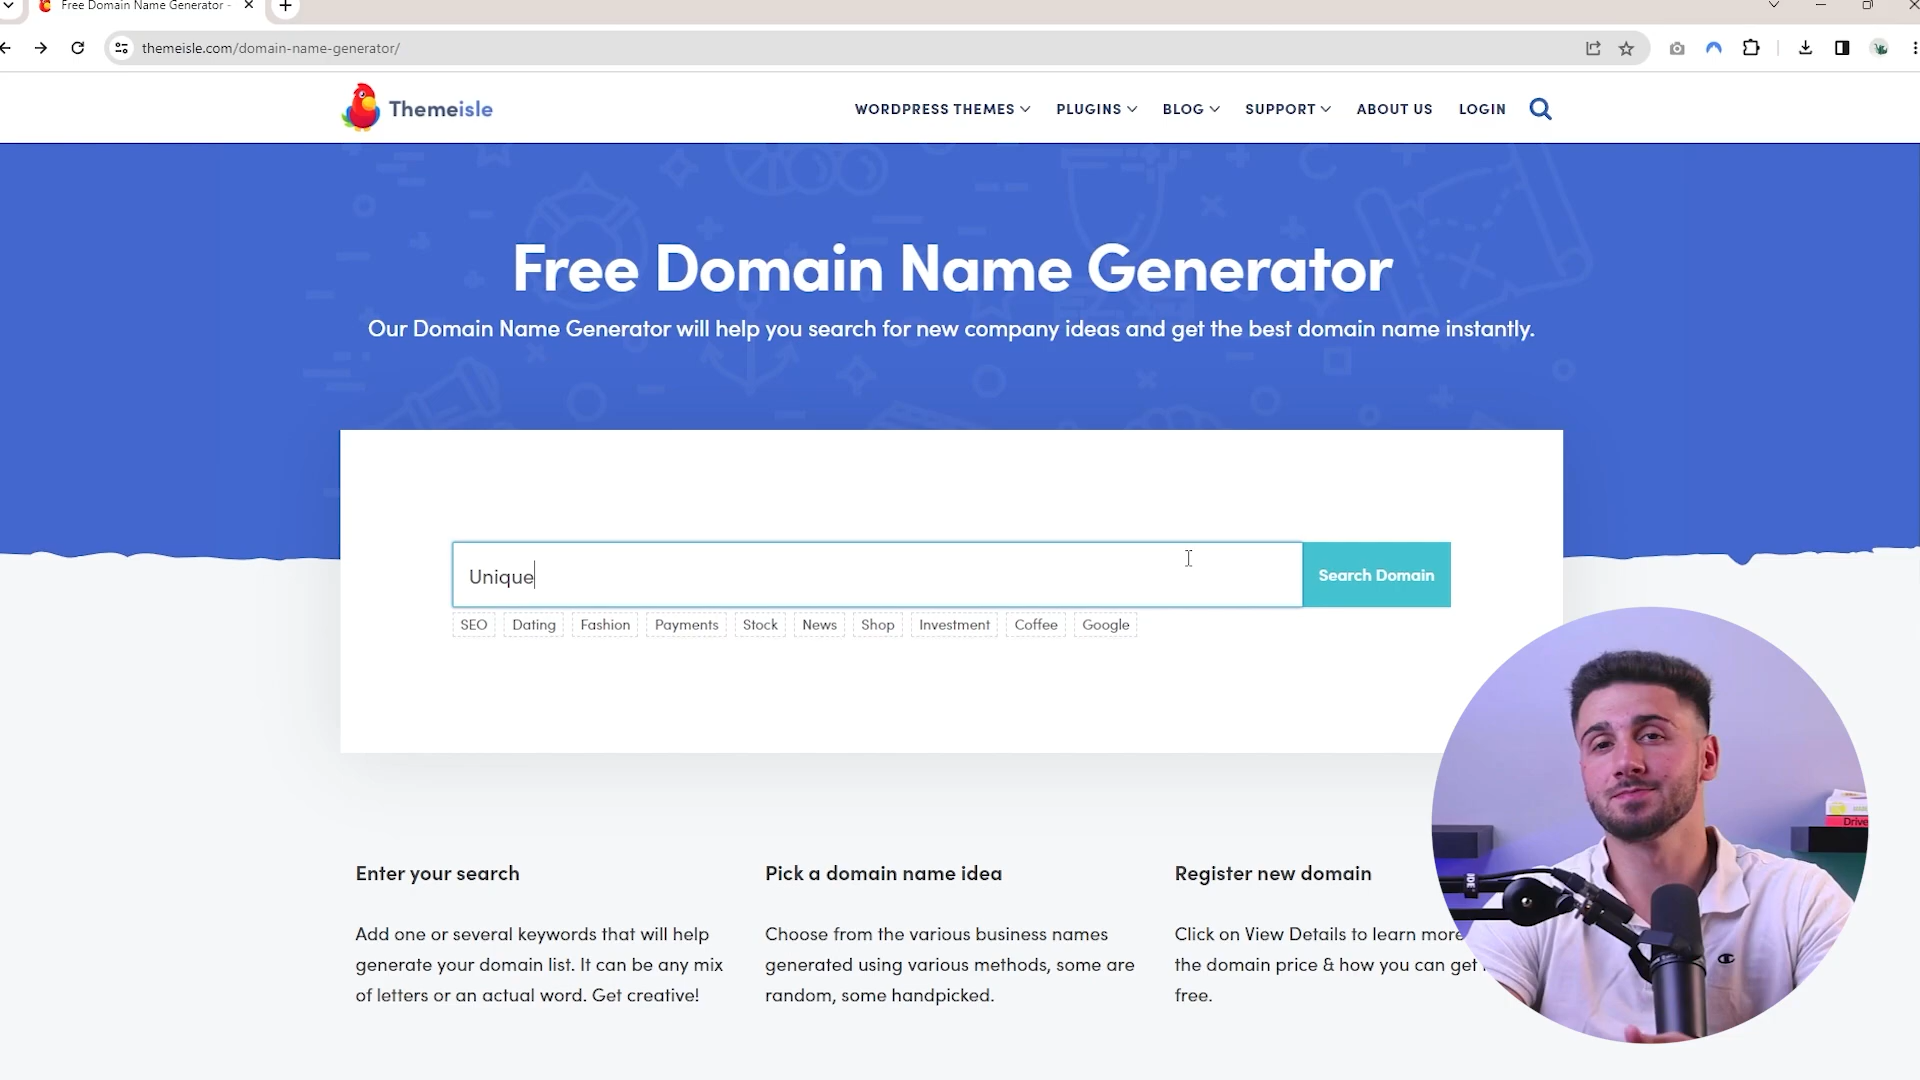 Free Domain Name Generator -
themeisle.com/domain-name-generator/
Themeisle
WORDPRESS THEMES
PLUGINS
BLOG
SUPPORT
ABOUT US
LOGIN
Free Domain Name Generator
Our Domain Name Generator will help you search for new company ideas and get the best domain name instantly.
Unique
Search Domain
SEO
Dating
Fashion
Payments
Stock
News
Shop
Investment
Coffee
Google
Enter your search
Add one or several keywords that will help
generate your domain list. It can be any mix
of letters or an actual word. Get creative!
Pick a domain name idea
Choose from the various business names
generated using various methods, some are
random, some handpicked.
Register new domain
Click on View Details to learn more
the domain price & how you can get
free.
Drive